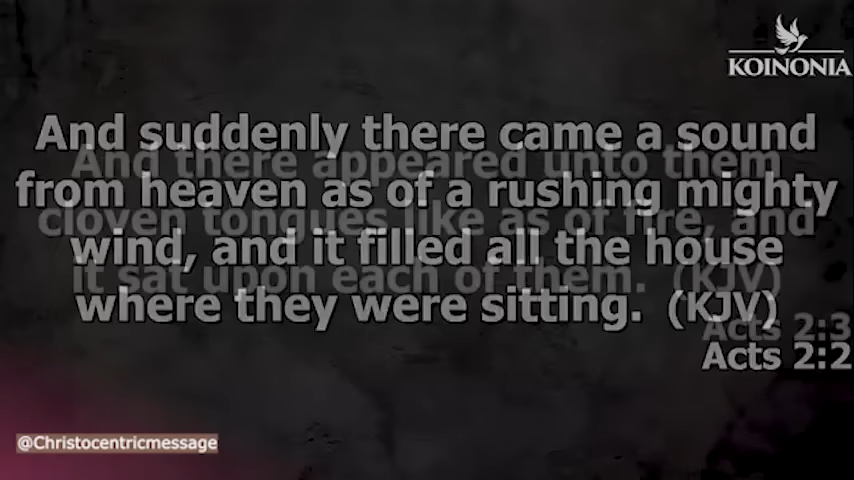 KOINONIA
And suddenly there came a sound
And there appeared unto them
from heaven as of a rushing mighty
cloven tongues like as of fire, and
wind, and it filled all the house
it sat upon each of them. (KJV)
where they were sitting. (KJV)
Acts 2:3
Acts 2:2
@Christocentricmessage